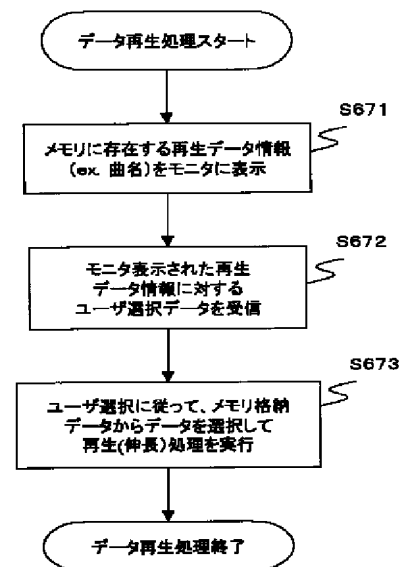 データ再生処理スタート
S671
メモリに存在する再生データ情報
(ex. 曲名)をモニタに表示
S672
モニタ表示された再生
データ情報に対する
ユーザ選択データを受信
S673
ユーザ選択に従って、メモリ格納
データからデータを選択して
再生(伸長)処理を実行
データ再生処理終了